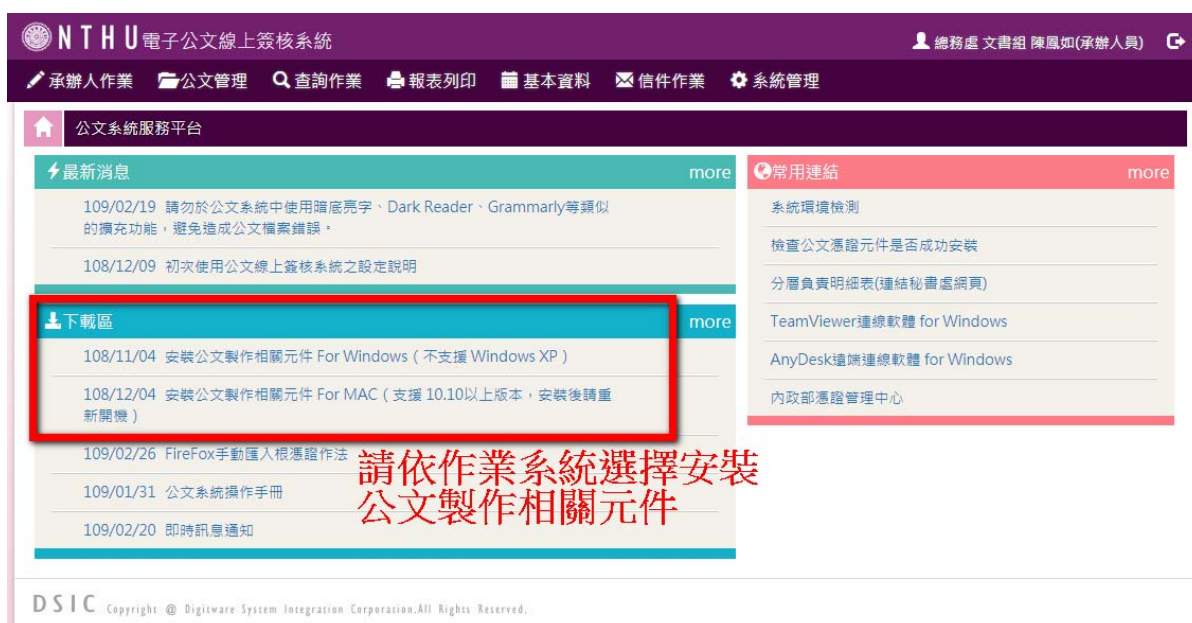 NTHU電子公文線上簽核系統
總務處 文書組 陳鳳如(承辦人員)
承辦人作業 公文管理 查詢作業 報表列印 基本資料 信件作業 系統管理
公文系統服務平台
最新消息 more
109/02/19 請勿於公文系統中使用暗底亮字、Dark Reader、Grammarly等類似
的擴充功能，避免造成公文檔案錯誤。
108/12/09 初次使用公文線上簽核系統之設定說明
下載區 more
108/11/04 安裝公文製作相關元件 For Windows（不支援 Windows XP）
108/12/04 安裝公文製作相關元件 For MAC（支援 10.10以上版本，安裝後請重
新開機）
109/02/26 FireFox手動匯入根憑證作法
109/01/31 公文系統操作手冊
109/02/20 即時訊息通知
請依作業系統選擇安裝
公文製作相關元件
常用連結 more
系統環境檢測
檢查公文憑證元件是否成功安裝
分層負責明細表(連結秘書處網頁)
TeamViewer連線軟體 for Windows
AnyDesk遠端連線軟體 for Windows
內政部憑證管理中心
DSIC Copyright @ Digitware System Integration Corporation.All Rights Reserved.